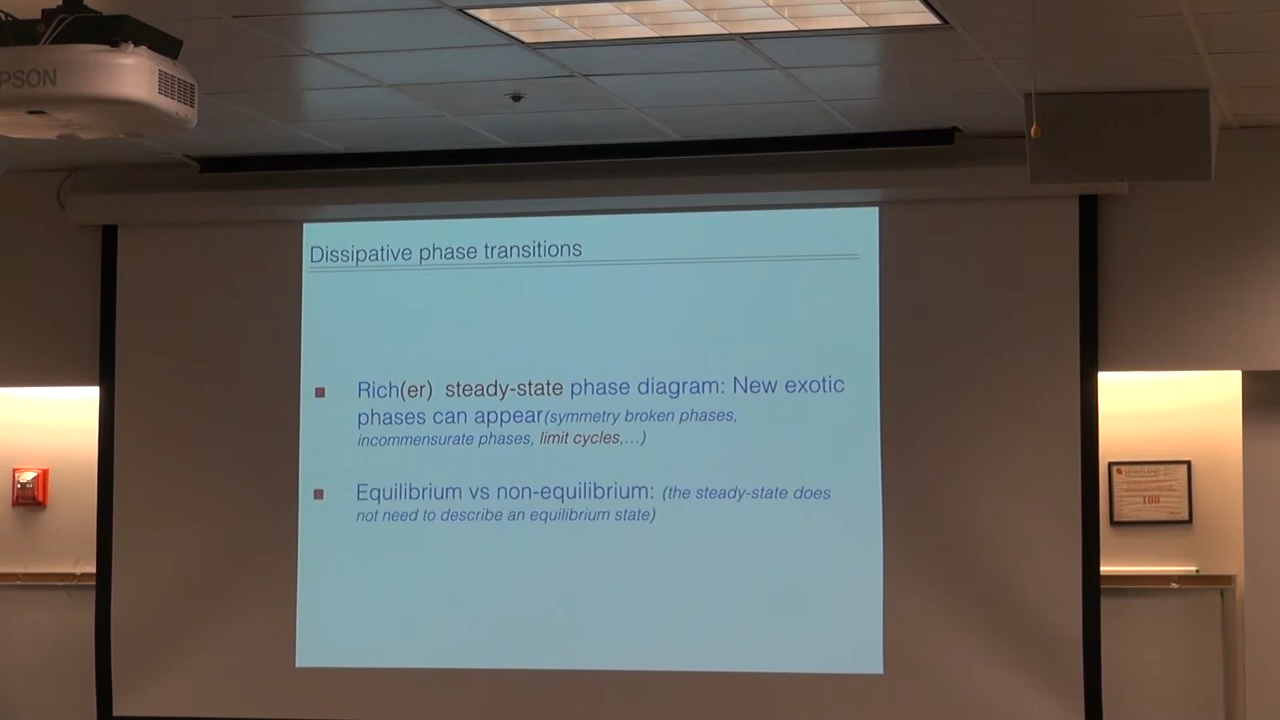 PSON
Dissipative phase transitions
Rich(er) steady-state phase diagram: New exotic
phases can appear(symmetry broken phases,
incommensurate phases, limit cycles,...)
Equilibrium vs non-equilibrium: (the steady-state does
not need to describe an equilibrium state)
100